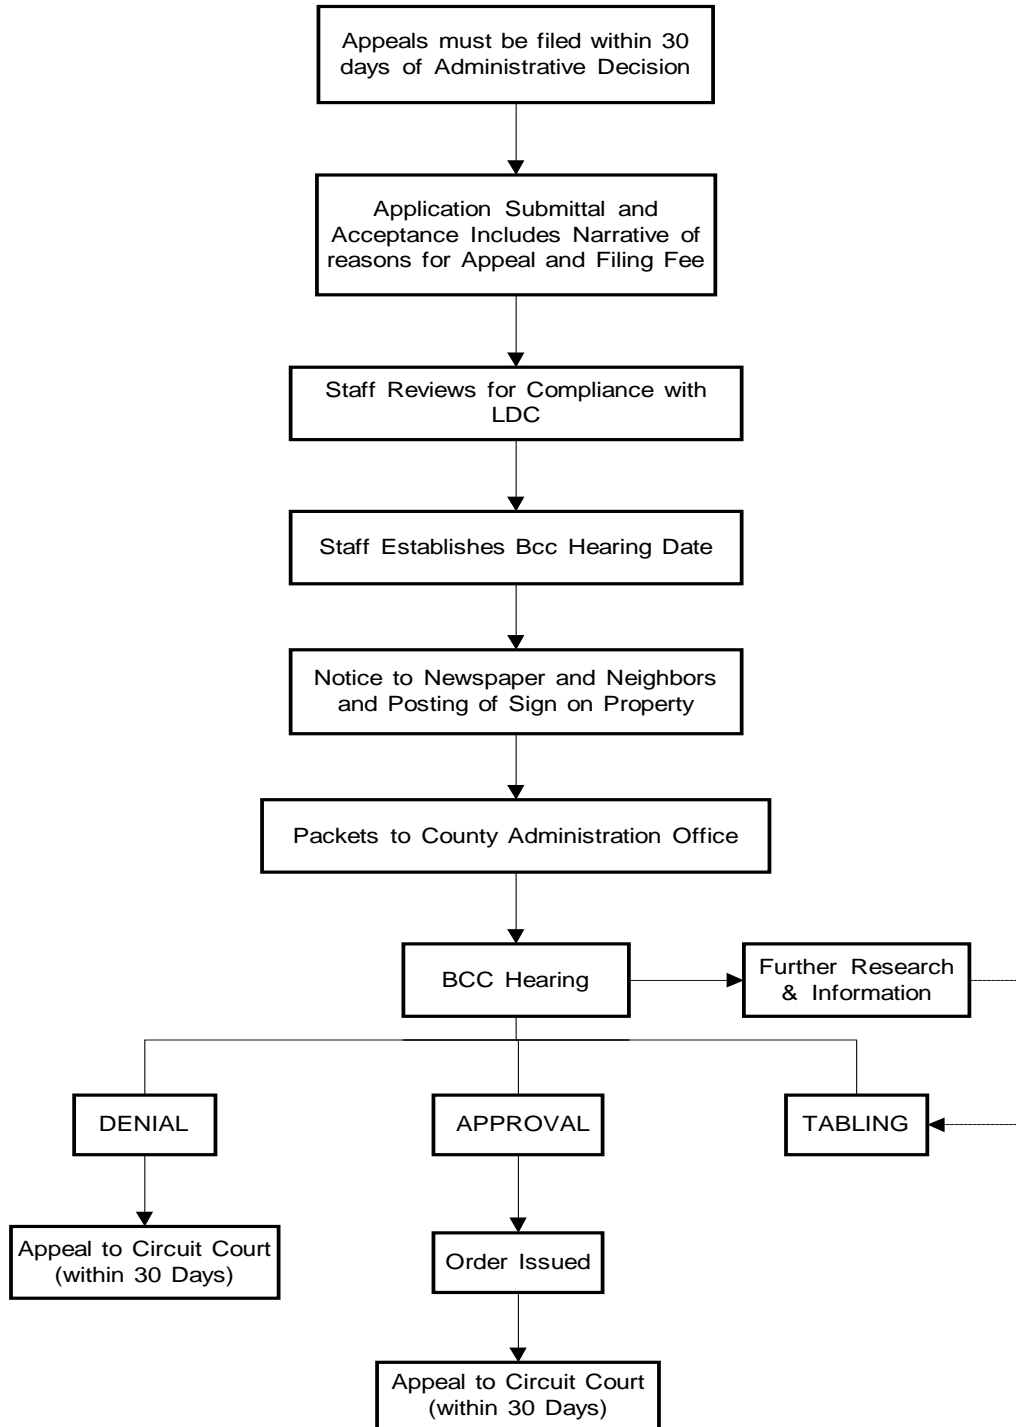 Appeals must be filed within 30
days of Administrative Decision
Application Submittal and
Acceptance Includes Narrative of
reasons for Appeal and Filing Fee
Staff Reviews for Compliance with
LDC
Staff Establishes Bcc Hearing Date
Notice to Newspaper and Neighbors
and Posting of Sign on Property
Packets to County Administration Office
BCC Hearing
Further Research
& Information
DENIAL
APPROVAL
TABLING
Appeal to Circuit Court
(within 30 Days)
Order Issued
Appeal to Circuit Court
(within 30 Days)